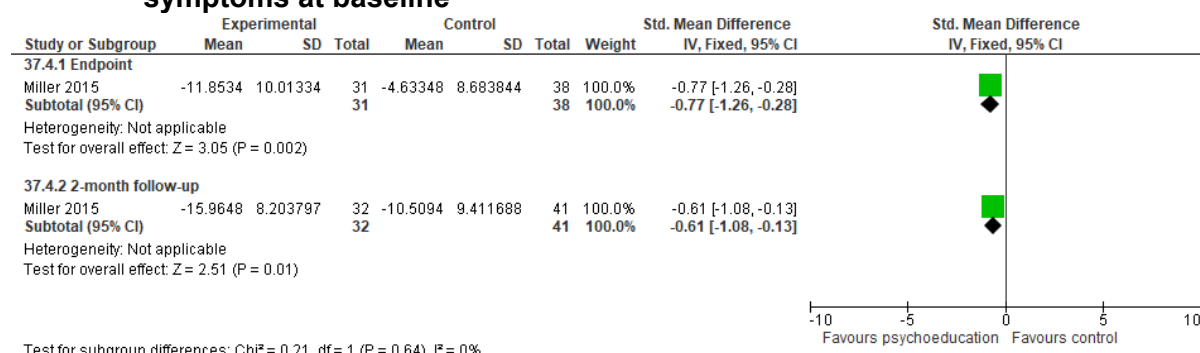 symptoms at baseline
Experimental Control Std. Mean Difference Std. Mean Difference
Study or Subgroup Mean SD Total Mean SD Total Weight IV, Fixed, 95% CI IV, Fixed, 95% CI
37.4.1 Endpoint
Miller 2015 -11.8534 10.01334 31 -4.63348 8.683844 38 100.0% -0.77 [-1.26, -0.28]
Subtotal (95% CI) 31 38 100.0% -0.77 [-1.26, -0.28]
Heterogeneity: Not applicable
Test for overall effect: Z = 3.05 (P = 0.002)
37.4.2 2-month follow-up
Miller 2015 -15.9648 8.203797 32 -10.5094 9.411688 41 100.0% -0.61 [-1.08, -0.13]
Subtotal (95% CI) 32 41 100.0% -0.61 [-1.08, -0.13]
Heterogeneity: Not applicable
Test for overall effect: Z = 2.51 (P = 0.01)
-10 -5 0 5 10
Favours psychoeducation Favours control
Test for subgroup differences: Chi² = 0.21, df = 1 (P = 0.64), I² = 0%